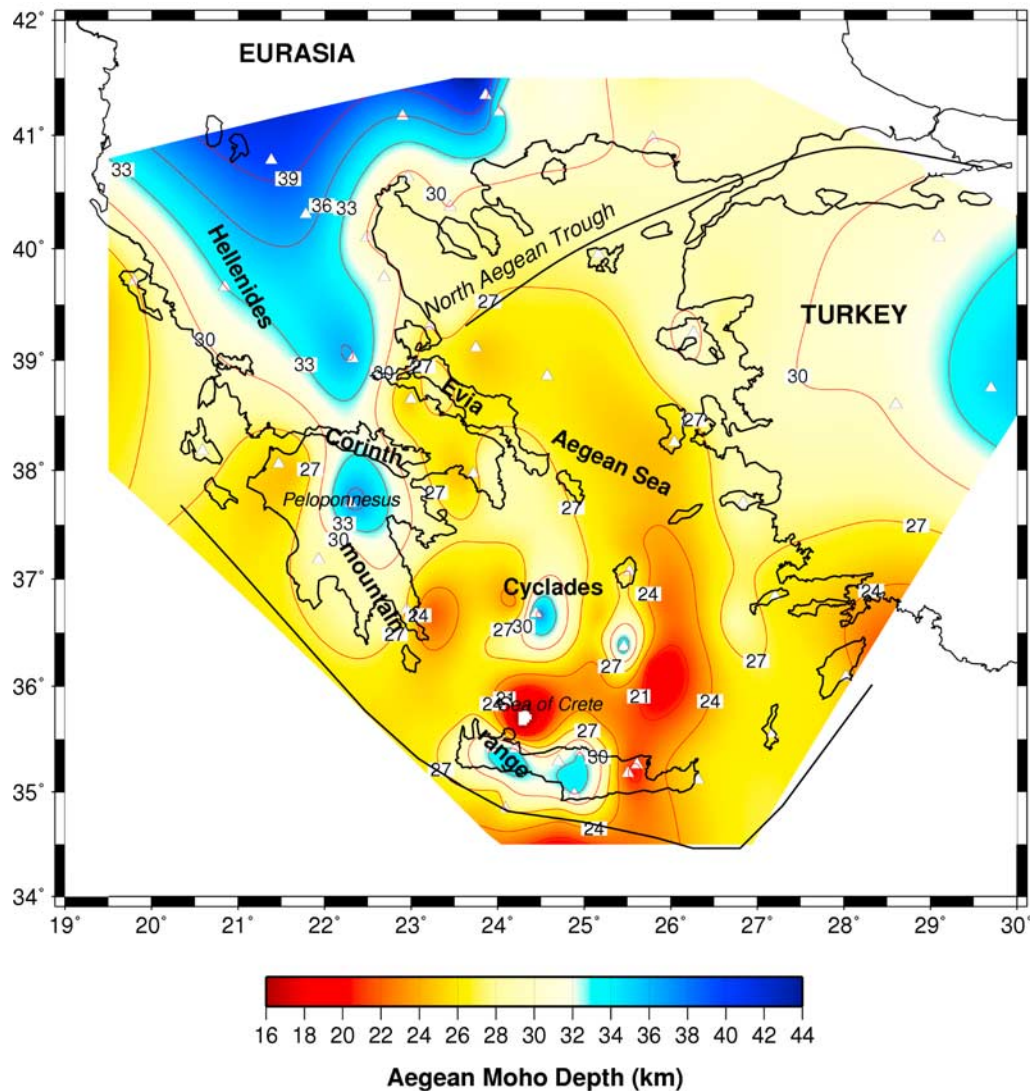 42°
EURASIA
41°
33
39
30
36
33
40°
Hellenides
North Aegean Trough
27
TURKEY
30
39°
33
30
27
30
Evia
27
Corinth
Aegean Sea
38°
27
27
Peloponnesus
27
33
30
27
mountain
37°
Cyclades
24
24
24
27
27
30
27
27
36°
21
24
Sea of Crete
21
24
27
range
30
35°
27
24
34°
19 20 21 22 23 24 25 26 27 28 29 30
16 18 20 22 24 26 28 30 32 34 36 38 40 42 44
Aegean Moho Depth (km)